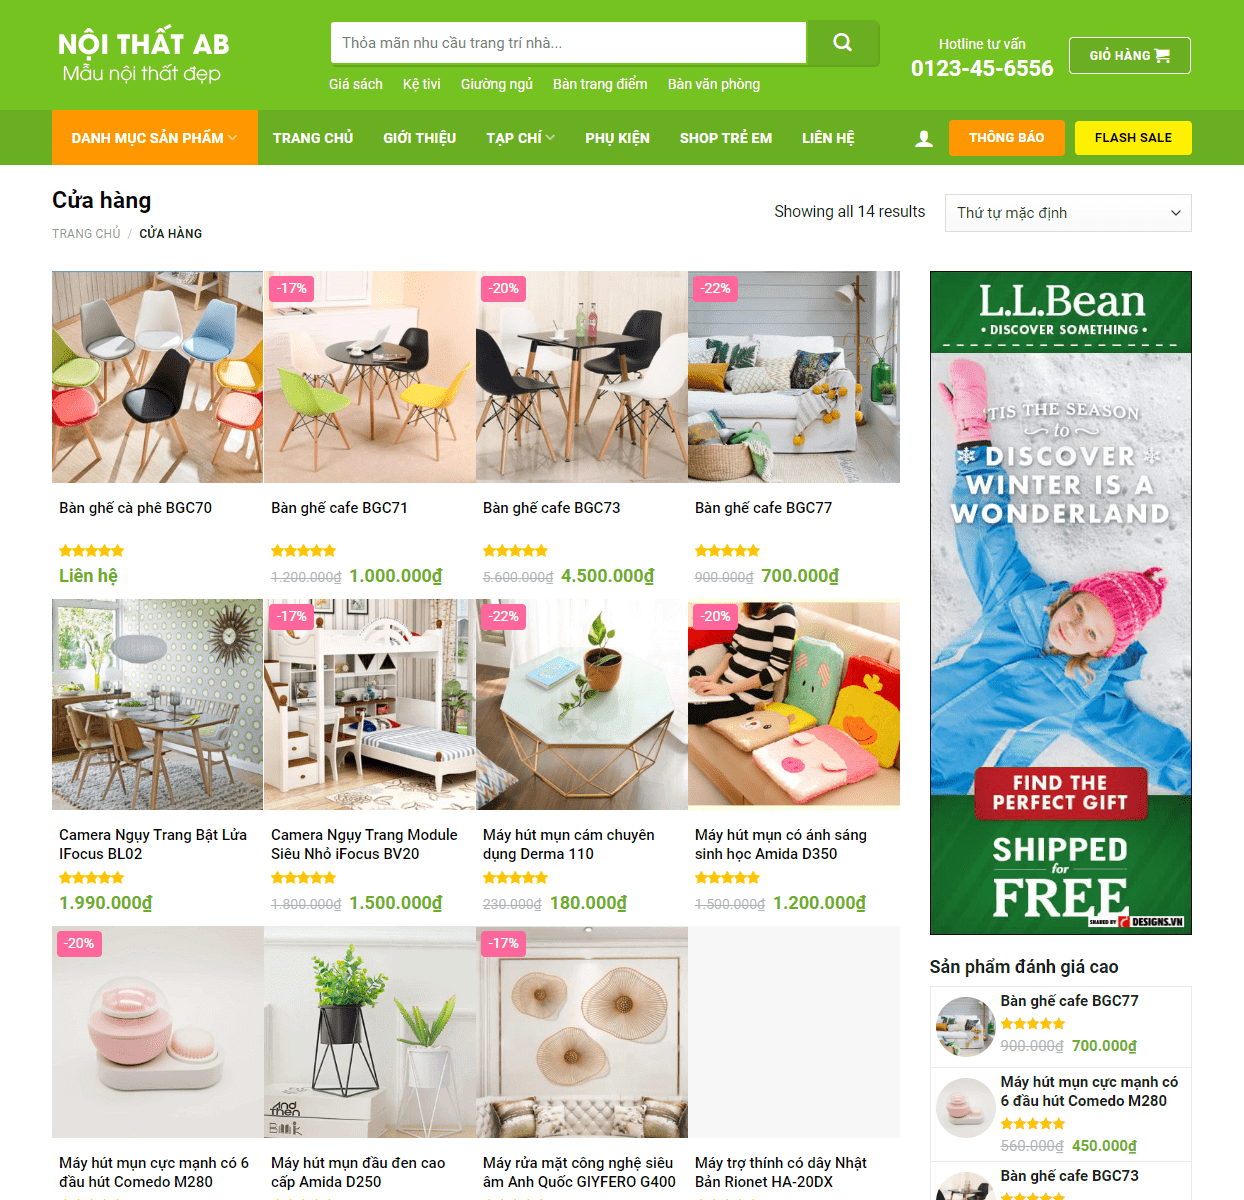 NỘI THẤT AB
Mẫu nội thất đẹp
Thỏa mãn nhu cầu trang trí nhà...
Giá sách Kệ tivi Giường ngủ Bàn trang điểm Bàn văn phòng
Hotline tư vấn
0123-45-6556
GIỎ HÀNG
DANH MỤC SẢN PHẨM TRANG CHỦ GIỚI THIỆU TẠP CHÍ PHỤ KIỆN SHOP TRẺ EM LIÊN HỆ THÔNG BÁO FLASH SALE
Cửa hàng
TRANG CHỦ / CỬA HÀNG
Showing all 14 results
Thứ tự mặc định
-17% -20% -22%
Bàn ghế cà phê BGC70
Liên hệ
Bàn ghế cafe BGC71
1.200.000₫ 1.000.000₫
Bàn ghế cafe BGC73
5.600.000₫ 4.500.000₫
Bàn ghế cafe BGC77
900.000₫ 700.000₫
-17% -22% -20%
Camera Ngụy Trang Bật Lửa
IFocus BL02
1.990.000₫
Camera Ngụy Trang Module
Siêu Nhỏ iFocus BV20
1.800.000₫ 1.500.000₫
Máy hút mụn cám chuyên
dụng Derma 110
230.000₫ 180.000₫
Máy hút mụn có ánh sáng
sinh học Amida D350
1.500.000₫ 1.200.000₫
-20% -17%
And
Then
Máy hút mụn cực mạnh có 6
đầu hút Comedo M280
Máy hút mụn đầu đen cao
cấp Amida D250
Máy rửa mặt công nghệ siêu
âm Anh Quốc GIYFERO G400
Máy trợ thính có dây Nhật
Bản Rionet HA-20DX
L.L.Bean
• DISCOVER SOMETHING •
'TIS THE SEASON
to
DISCOVER
WINTER IS A
WONDERLAND
FIND THE
PERFECT GIFT
SHIPPED
for
FREE
SHARED BY DESIGNS.VN
Sản phẩm đánh giá cao
Bàn ghế cafe BGC77
900.000₫ 700.000₫
Máy hút mụn cực mạnh có
6 đầu hút Comedo M280
560.000₫ 450.000₫
Bàn ghế cafe BGC73